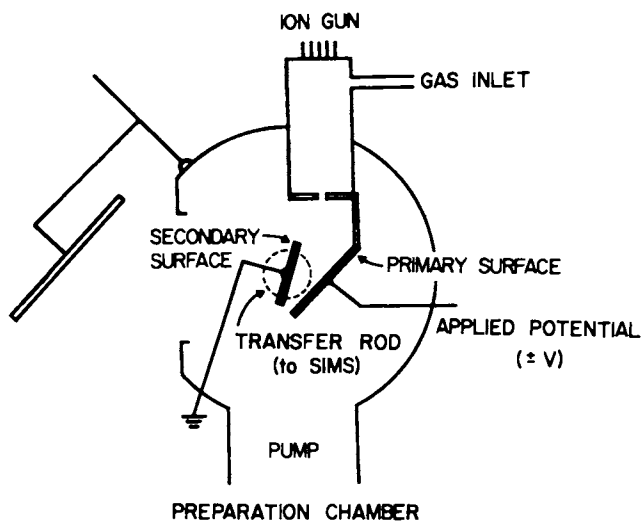 ION GUN
GAS INLET
SECONDARY
SURFACE
PRIMARY SURFACE
APPLIED POTENTIAL
(± V)
TRANSFER ROD
(to SIMS)
PUMP
PREPARATION CHAMBER